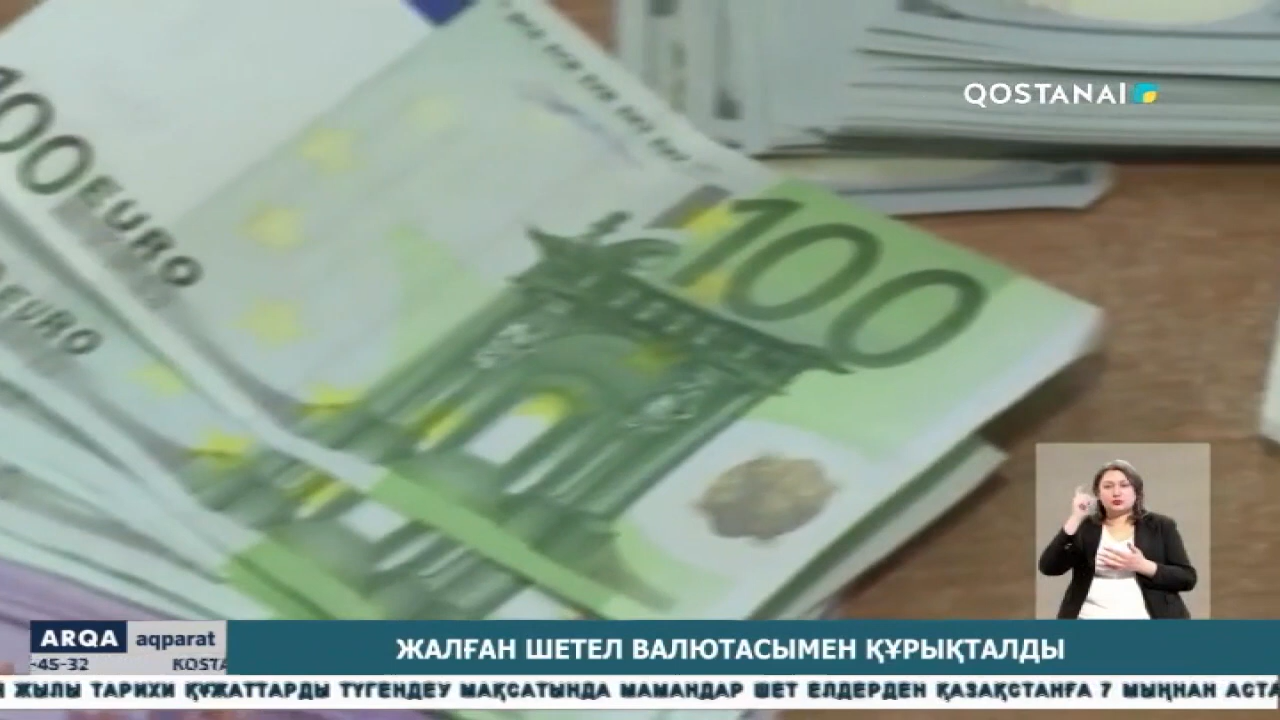 QOSTANAI
100
EURO
EURO
100
ARQA aqparat
ЖАЛҒАН ШЕТЕЛ ВАЛЮТАСЫМЕН ҚҰРЫҚТАЛДЫ
-45-32
ЖЫЛЫ ТАРИХИ ҚҰЖАТТАРДЫ ТҮГЕНДЕУ МАҚСАТЫНДА МАМАНДАР ШЕТ ЕЛДЕРДЕН ҚАЗАҚСТАНҒА 7 МЫҢНАН